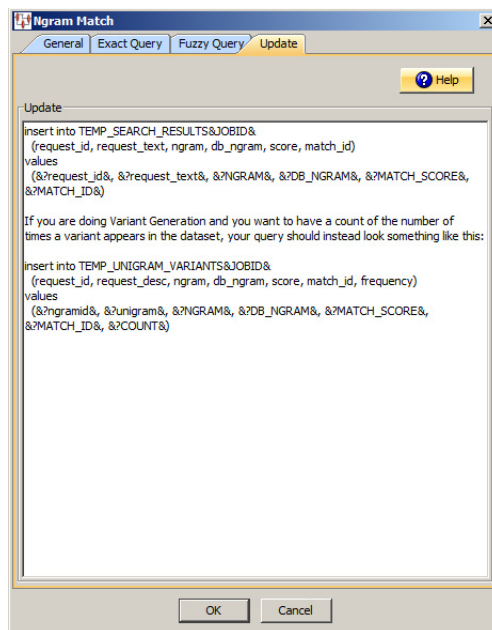 Ngram Match
General Exact Query Fuzzy Query Update
Help
Update
insert into TEMP_SEARCH_RESULTS&JOBID&
(request_id, request_text, ngram, db_ngram, score, match_id)
values
(&?request_id&, &?request_text&, &?NGRAM&, &?DB_NGRAM&, &?MATCH_SCORE&,
&?MATCH_ID&)
If you are doing Variant Generation and you want to have a count of the number of
times a variant appears in the dataset, your query should instead look something like this:
insert into TEMP_UNIGRAM_VARIANTS&JOBID&
(request_id, request_desc, ngram, db_ngram, score, match_id, frequency)
values
(&?ngramid&, &?unigram&, &?NGRAM&, &?DB_NGRAM&, &?MATCH_SCORE&,
&?MATCH_ID&, &?COUNT&)
OK Cancel